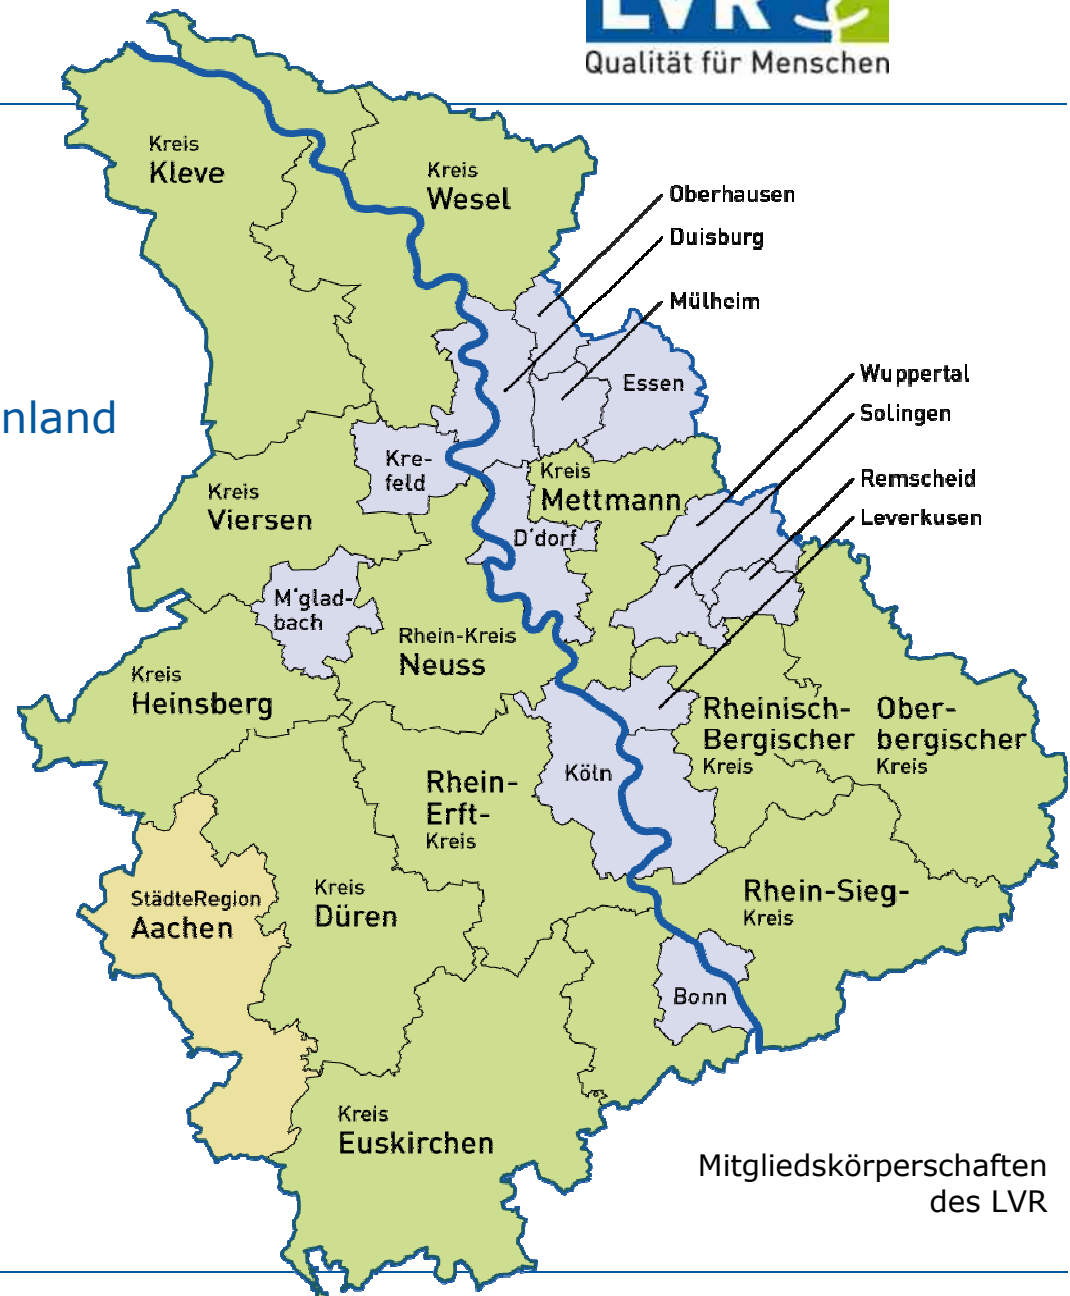 LVR
Qualität für Menschen
Kreis
Kleve
Kreis
Wesel
Oberhausen
Duisburg
Mülheim
Essen
Wuppertal
Solingen
Remscheid
Leverkusen
nland
Kre-
feld
Kreis
Mettmann
Kreis
Viersen
D'dorf
M'glad-
bach
Rhein-Kreis
Neuss
Kreis
Heinsberg
Rheinisch-
Bergischer
Kreis
Ober-
bergischer
Kreis
Köln
Rhein-
Erft-
Kreis
StädteRegion
Aachen
Kreis
Düren
Rhein-Sieg-
Kreis
Bonn
Kreis
Euskirchen
Mitgliedskörperschaften
des LVR